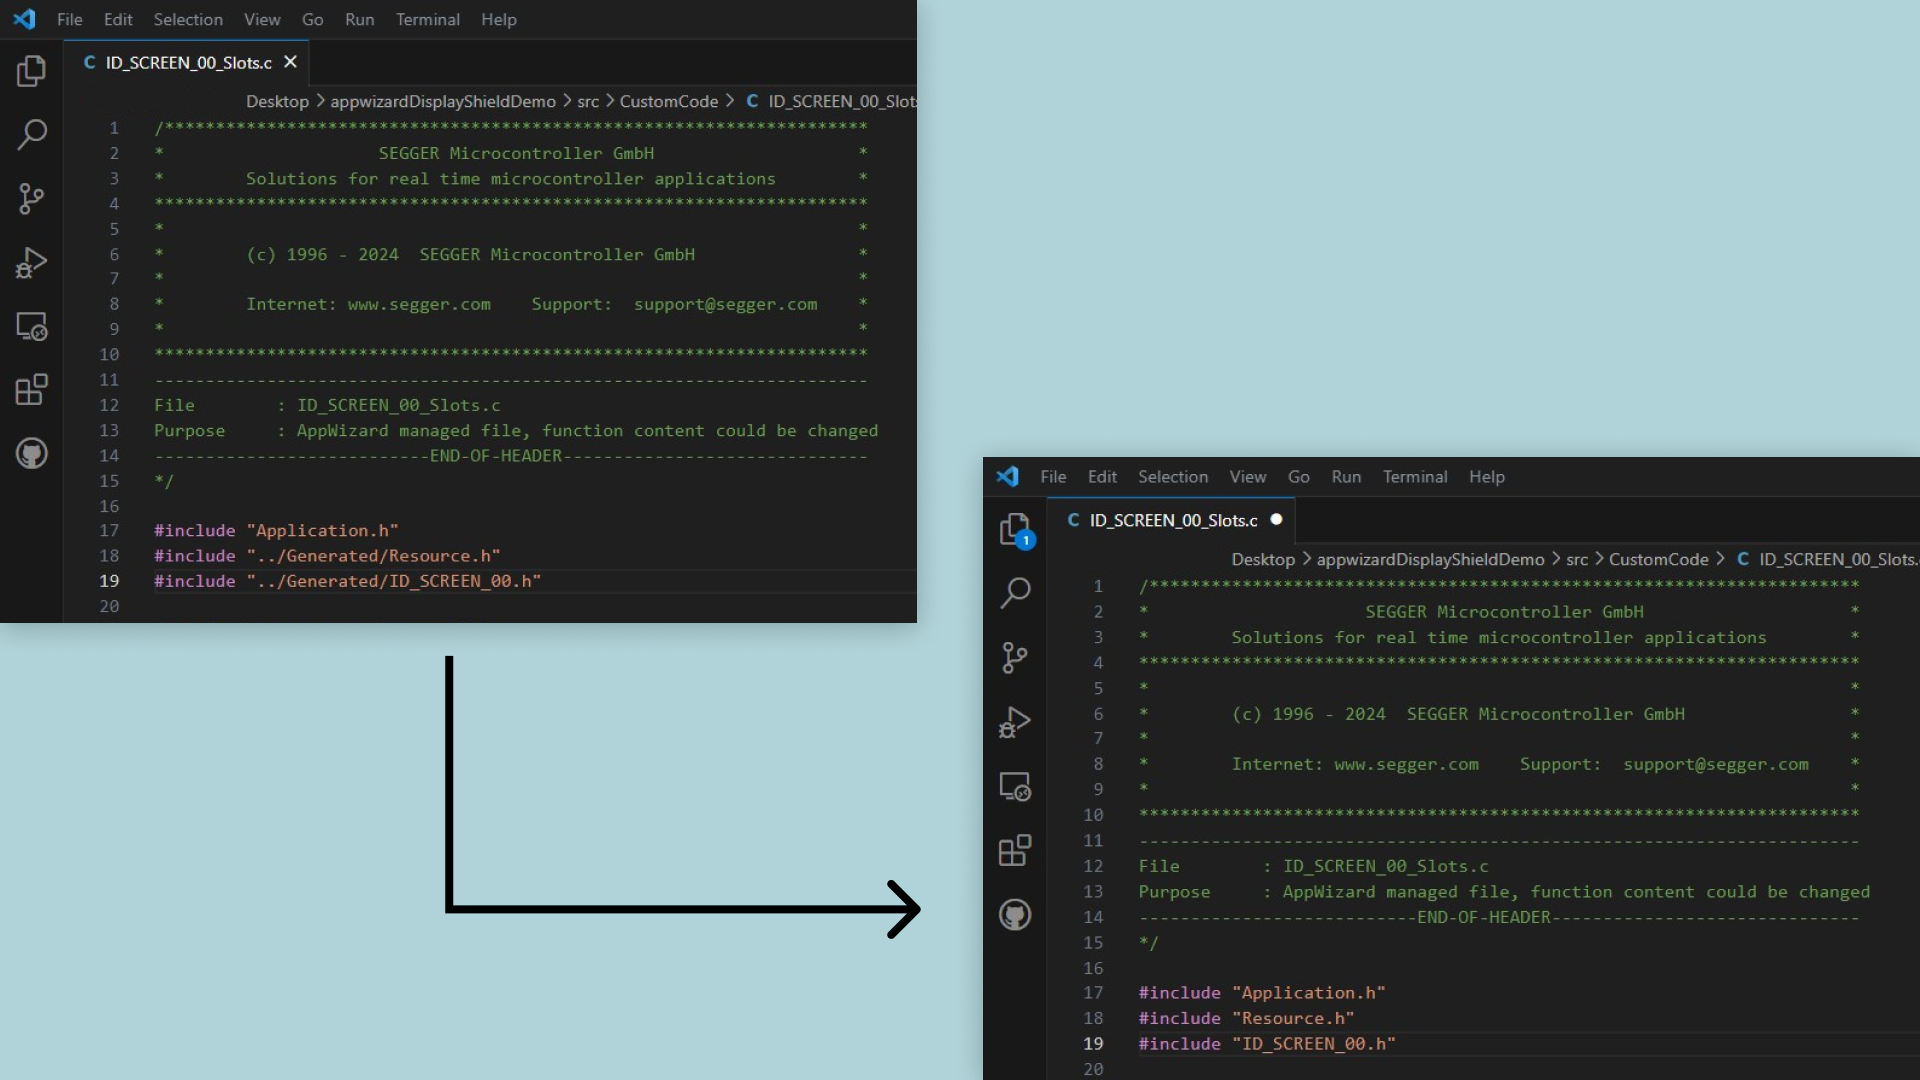 File Edit Selection View Go Run Terminal Help
C ID_SCREEN_00_Slots.c
Desktop > appwizardDisplayShieldDemo > src > CustomCode > C ID_SCREEN_00_Slots
1 /*********************************************************************
2 *                     SEGGER Microcontroller GmbH                    *
3 *        Solutions for real time microcontroller applications        *
4 **********************************************************************
5 *                                                                    *
6 *        (c) 1996 - 2024  SEGGER Microcontroller GmbH                *
7 *                                                                    *
8 *        Internet: www.segger.com    Support:  support@segger.com    *
9 *                                                                    *
10 **********************************************************************
11 ----------------------------------------------------------------------
12 File        : ID_SCREEN_00_Slots.c
13 Purpose     : AppWizard managed file, function content could be changed
14 ---------------------------END-OF-HEADER------------------------------
15 */
16
17 #include "Application.h"
18 #include "../Generated/Resource.h"
19 #include "../Generated/ID_SCREEN_00.h"
20
File Edit Selection View Go Run Terminal Help
1
C ID_SCREEN_00_Slots.c
Desktop > appwizardDisplayShieldDemo > src > CustomCode > C ID_SCREEN_00_Slots.
1 /*********************************************************************
2 *                     SEGGER Microcontroller GmbH                    *
3 *        Solutions for real time microcontroller applications        *
4 **********************************************************************
5 *                                                                    *
6 *        (c) 1996 - 2024  SEGGER Microcontroller GmbH                *
7 *                                                                    *
8 *        Internet: www.segger.com    Support:  support@segger.com    *
9 *                                                                    *
10 **********************************************************************
11 ----------------------------------------------------------------------
12 File        : ID_SCREEN_00_Slots.c
13 Purpose     : AppWizard managed file, function content could be changed
14 ---------------------------END-OF-HEADER------------------------------
15 */
16
17 #include "Application.h"
18 #include "Resource.h"
19 #include "ID_SCREEN_00.h"
20